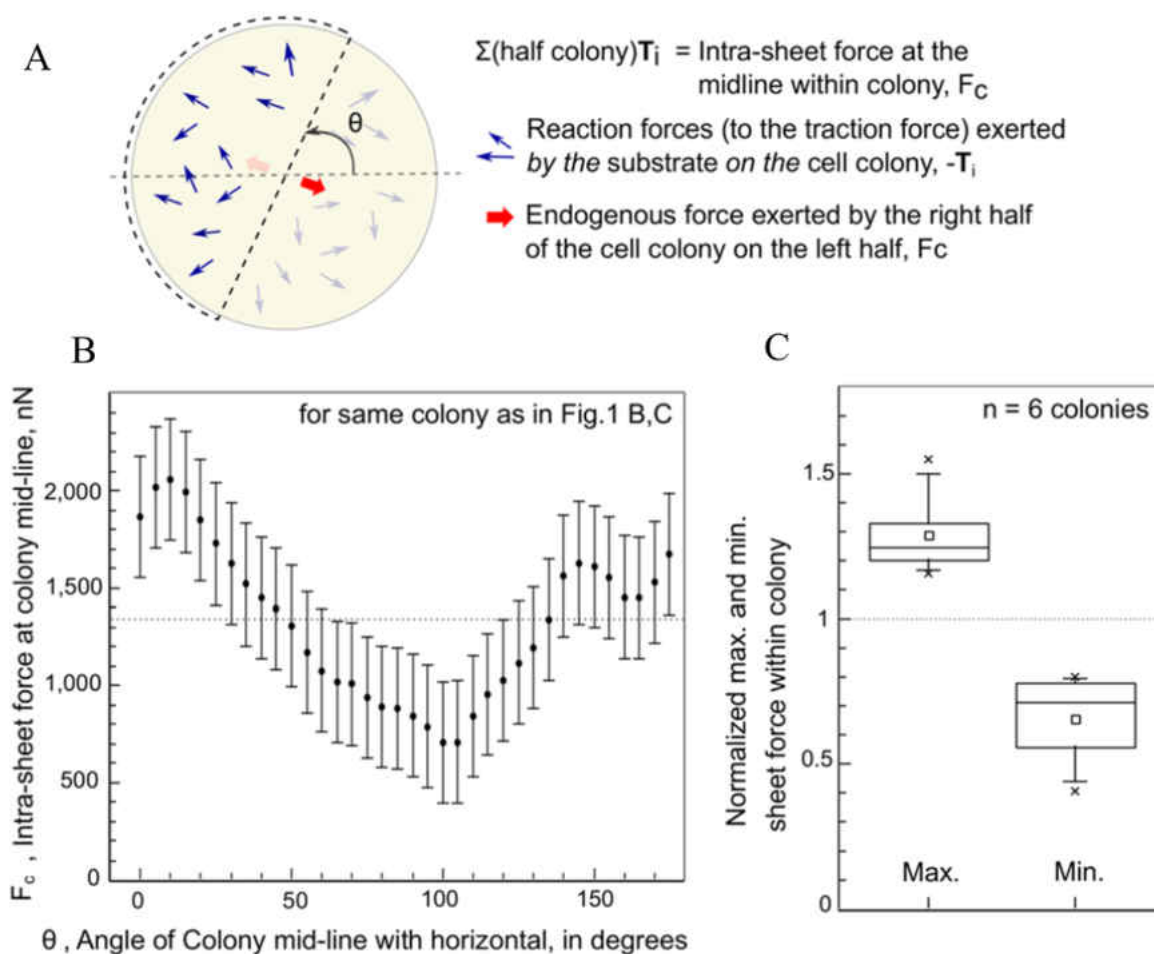 A
θ
Σ(half colony)Tᵢ = Intra-sheet force at the
midline within colony, F_C
Reaction forces (to the traction force) exerted
by the substrate on the cell colony, -Tᵢ
Endogenous force exerted by the right half
of the cell colony on the left half, Fc
B
F_c , Intra-sheet force at colony mid-line, nN
for same colony as in Fig.1 B,C
2,000
1,500
1,000
500
0
0 50 100 150
θ , Angle of Colony mid-line with horizontal, in degrees
C
Normalized max. and min.
sheet force within colony
n = 6 colonies
1.5
1
0.5
0
Max. Min.